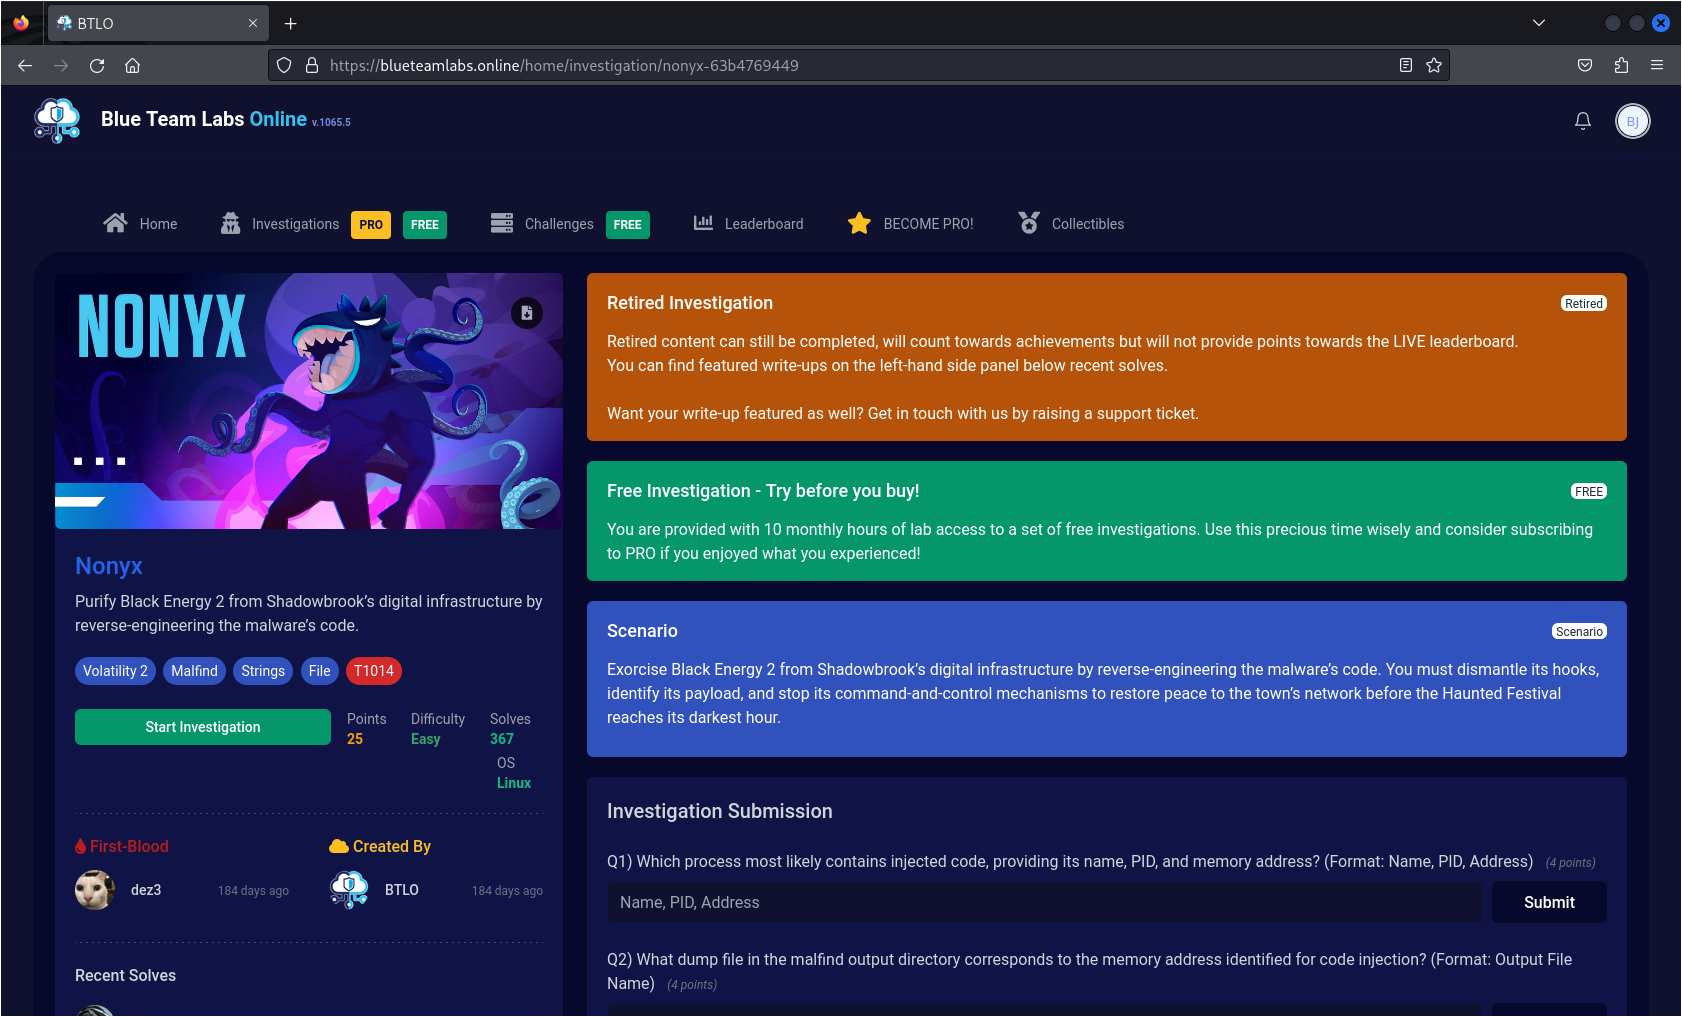 BTLO
https://blueteamlabs.online/home/investigation/nonyx-63b4769449
Blue Team Labs Online v.1065.5
BJ
Home
Investigations PRO FREE
Challenges FREE
Leaderboard
BECOME PRO!
Collectibles
NONYX
Nonyx
Purify Black Energy 2 from Shadowbrook’s digital infrastructure by
reverse-engineering the malware’s code.
Volatility 2 Malfind Strings File T1014
Start Investigation
Points
25
Difficulty
Easy
Solves
367
OS
Linux
First-Blood
dez3 184 days ago
Created By
BTLO 184 days ago
Recent Solves
Retired Investigation
Retired
Retired content can still be completed, will count towards achievements but will not provide points towards the LIVE leaderboard.
You can find featured write-ups on the left-hand side panel below recent solves.
Want your write-up featured as well? Get in touch with us by raising a support ticket.
Free Investigation - Try before you buy!
FREE
You are provided with 10 monthly hours of lab access to a set of free investigations. Use this precious time wisely and consider subscribing
to PRO if you enjoyed what you experienced!
Scenario
Scenario
Exorcise Black Energy 2 from Shadowbrook’s digital infrastructure by reverse-engineering the malware’s code. You must dismantle its hooks,
identify its payload, and stop its command-and-control mechanisms to restore peace to the town’s network before the Haunted Festival
reaches its darkest hour.
Investigation Submission
Q1) Which process most likely contains injected code, providing its name, PID, and memory address? (Format: Name, PID, Address) (4 points)
Name, PID, Address
Submit
Q2) What dump file in the malfind output directory corresponds to the memory address identified for code injection? (Format: Output File
Name) (4 points)